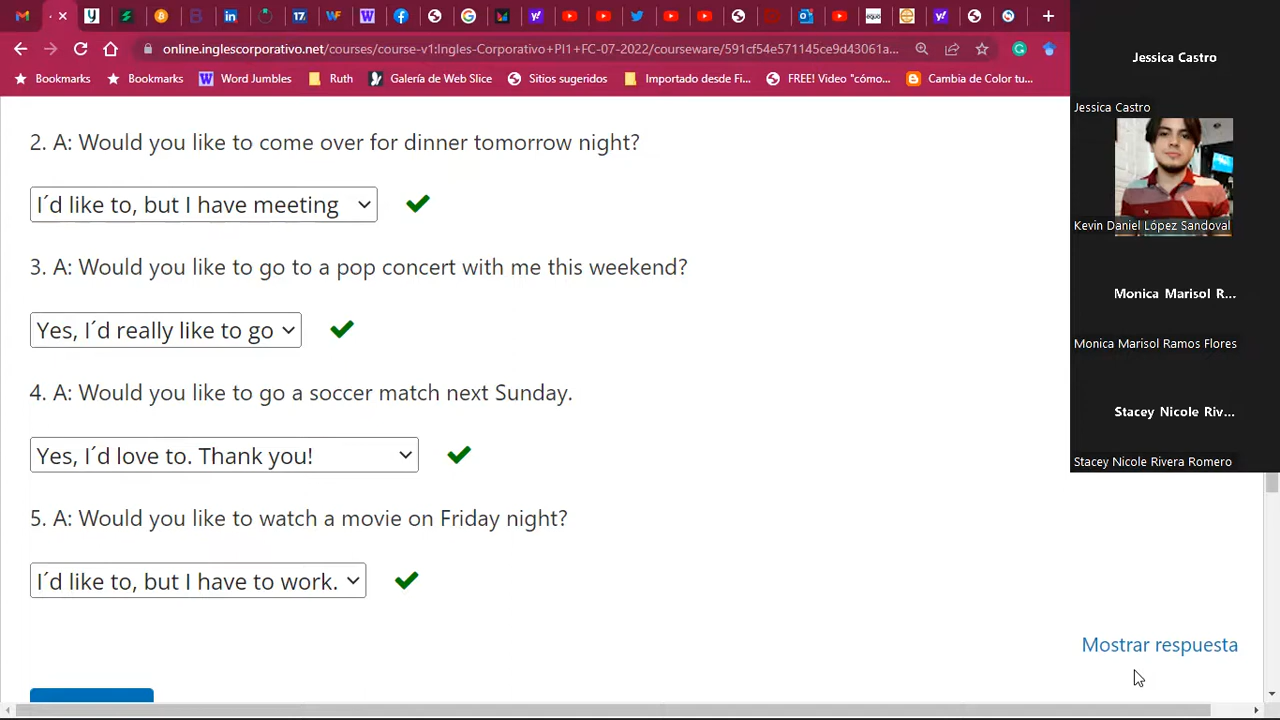 17
WF
W
y!
equo
y!
online.inglescorporativo.net/courses/course-v1:Ingles-Corporativo+PI1+FC-07-2022/courseware/591cf54e571145ce9d43061a...
Bookmarks
Bookmarks
W Word Jumbles
Ruth
Galería de Web Slice
Sitios sugeridos
Importado desde Fi...
FREE! Video "cómo...
Cambia de Color tu...
2. A: Would you like to come over for dinner tomorrow night?
I´d like to, but I have meeting
3. A: Would you like to go to a pop concert with me this weekend?
Yes, I´d really like to go
4. A: Would you like to go a soccer match next Sunday.
Yes, I´d love to. Thank you!
5. A: Would you like to watch a movie on Friday night?
I´d like to, but I have to work.
Mostrar respuesta
Jessica Castro
Jessica Castro
Kevin Daniel López Sandoval
Monica Marisol R...
Monica Marisol Ramos Flores
Stacey Nicole Riv...
Stacey Nicole Rivera Romero